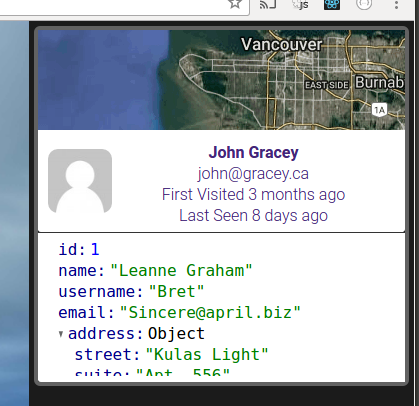 js
Vancouver
EAST SIDE
Burnab
1A
John Gracey
john@gracey.ca
First Visited 3 months ago
Last Seen 8 days ago
id: 1
name: "Leanne Graham"
username: "Bret"
email: "Sincere@april.biz"
address: Object
street: "Kulas Light"
suite: "Apt. 556"